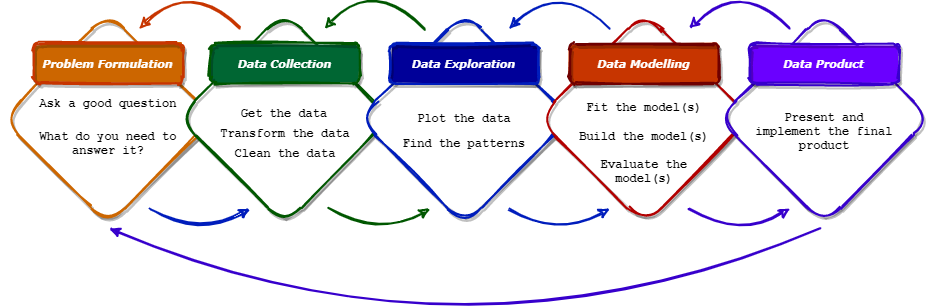 Problem Formulation
Ask a good question
What do you need to
answer it?
Data Collection
Get the data
Transform the data
Clean the data
Data Exploration
Plot the data
Find the patterns
Data Modelling
Fit the model(s)
Build the model(s)
Evaluate the
model(s)
Data Product
Present and
implement the final
product